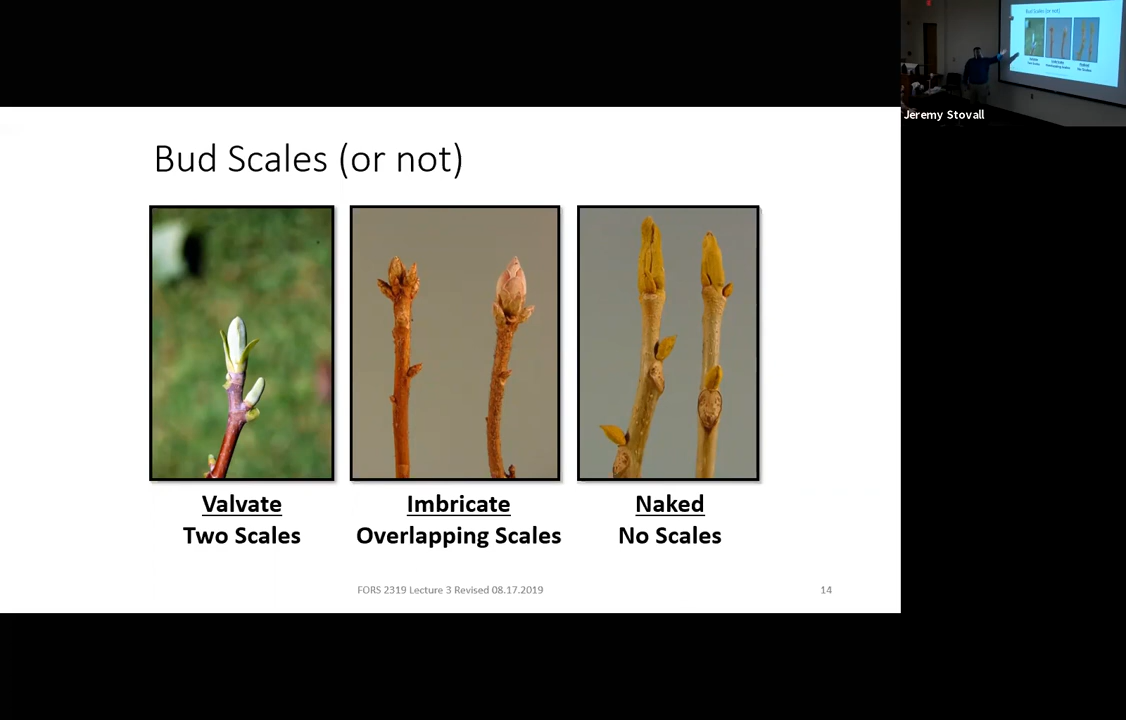 Jeremy Stovall
Bud Scales (or not)
Valvate
Two Scales
Imbricate
Overlapping Scales
Naked
No Scales
FORS 2319 Lecture 3 Revised 08.17.2019
14